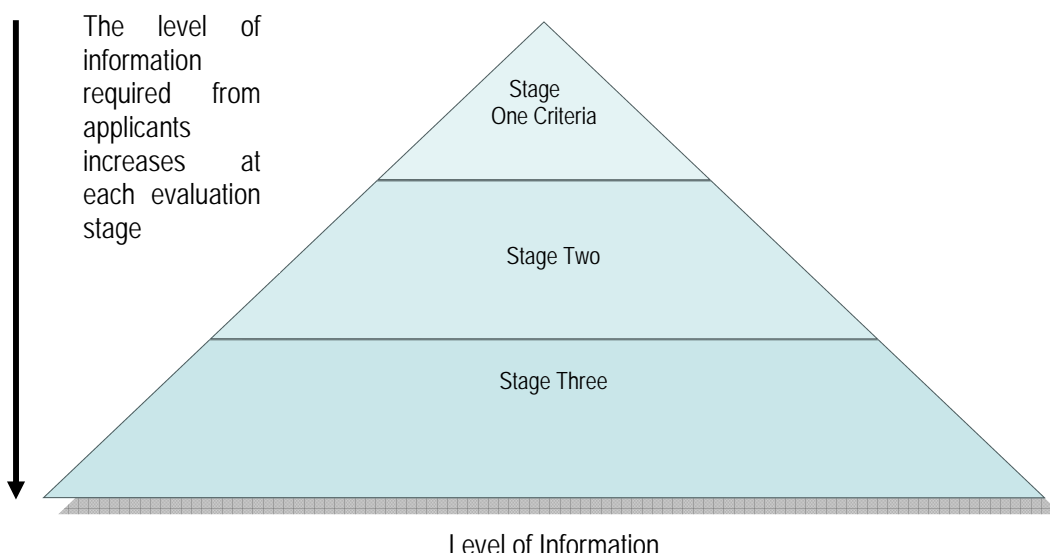 The level of
information
required from
applicants
increases at
each evaluation
stage
Stage
One Criteria
Stage Two
Stage Three
Level of Information